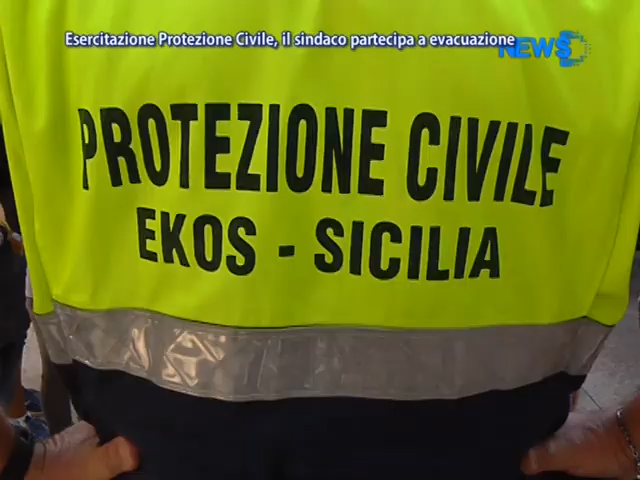 Esercitazione Protezione Civile, il sindaco partecipa a evacuazione
NEWS
PROTEZIONE CIVILE
EKOS - SICILIA